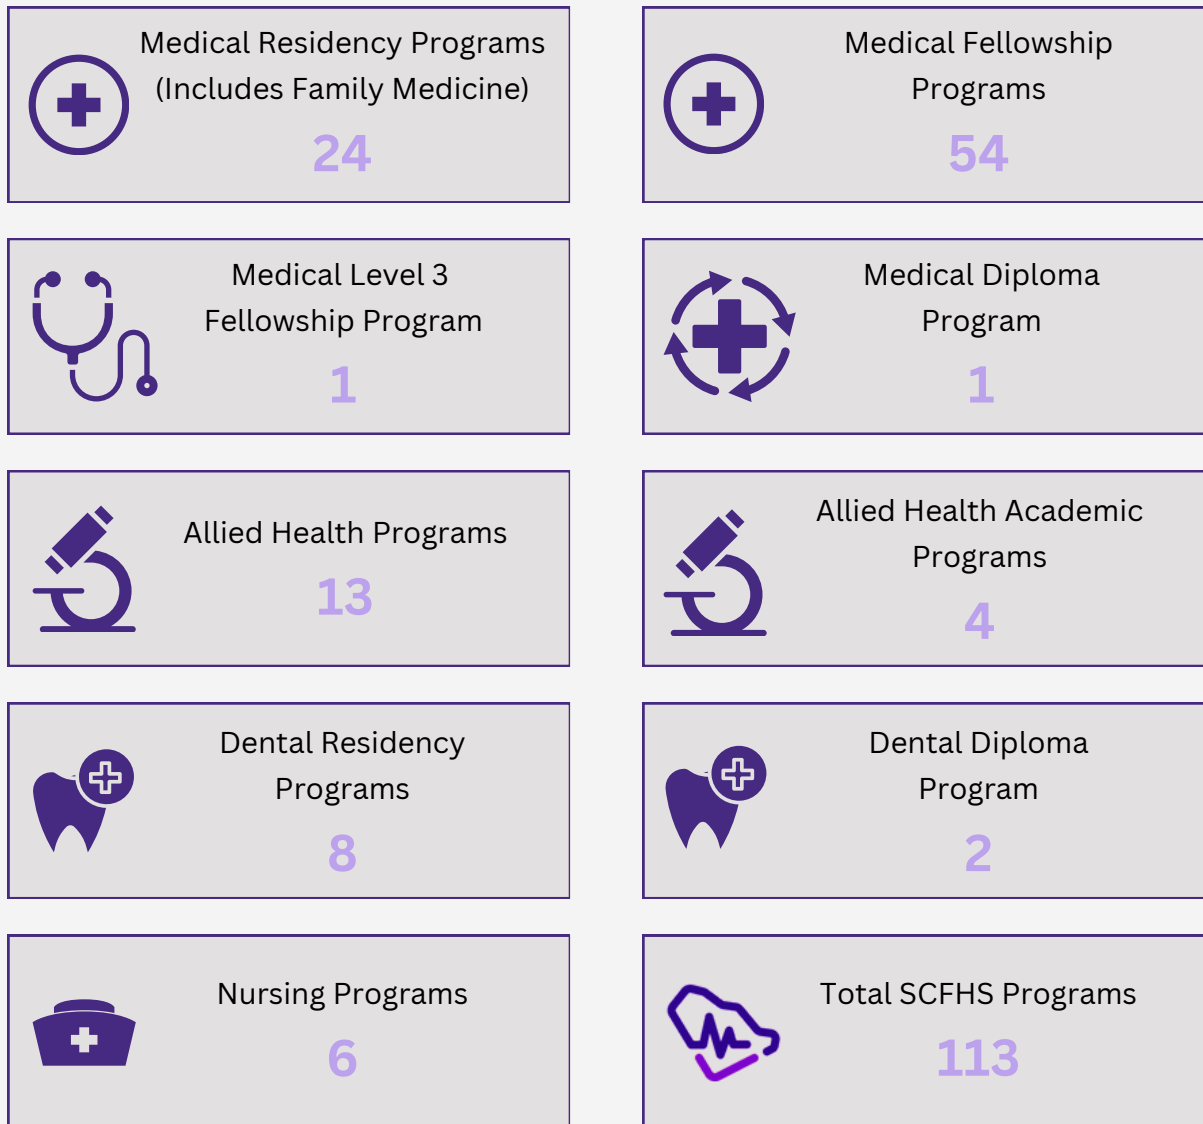 Medical Residency Programs
(Includes Family Medicine)
24
Medical Fellowship
Programs
54
Medical Level 3
Fellowship Program
1
Medical Diploma
Program
1
Allied Health Programs
13
Allied Health Academic
Programs
4
Dental Residency
Programs
8
Dental Diploma
Program
2
Nursing Programs
6
Total SCFHS Programs
113